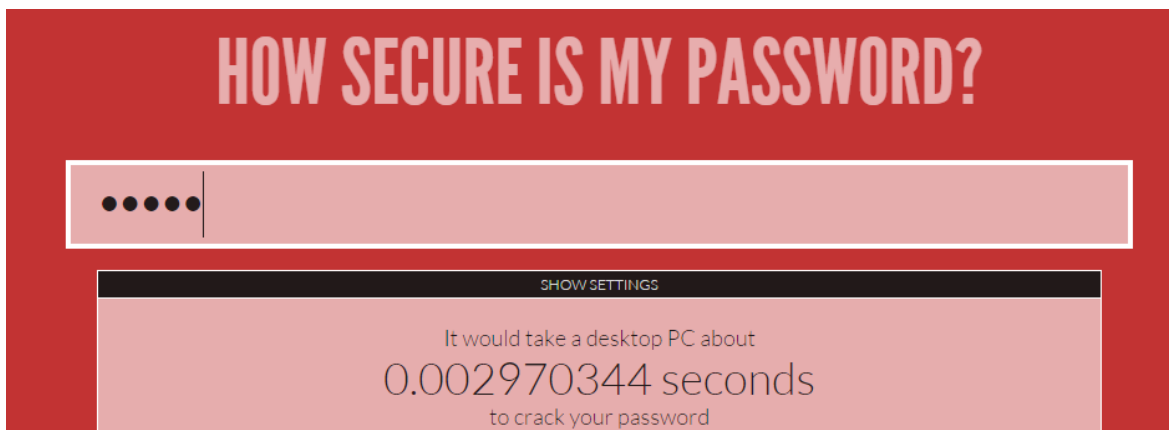 HOW SECURE IS MY PASSWORD?
●●●●●
SHOW SETTINGS
It would take a desktop PC about
0.002970344 seconds
to crack your password